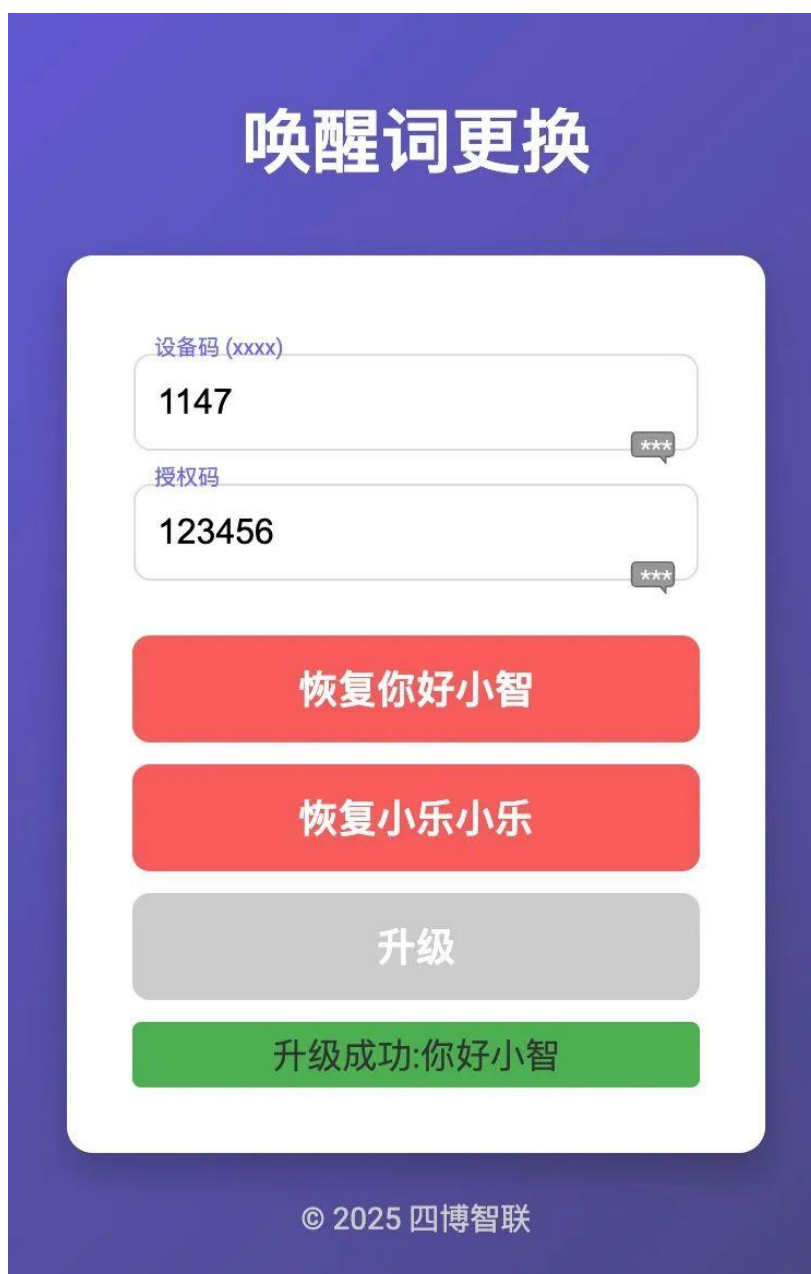 唤醒词更换
设备码 (xxxx)
1147
***
授权码
123456
***
恢复你好小智
恢复小乐小乐
升级
升级成功:你好小智
© 2025 四博智联